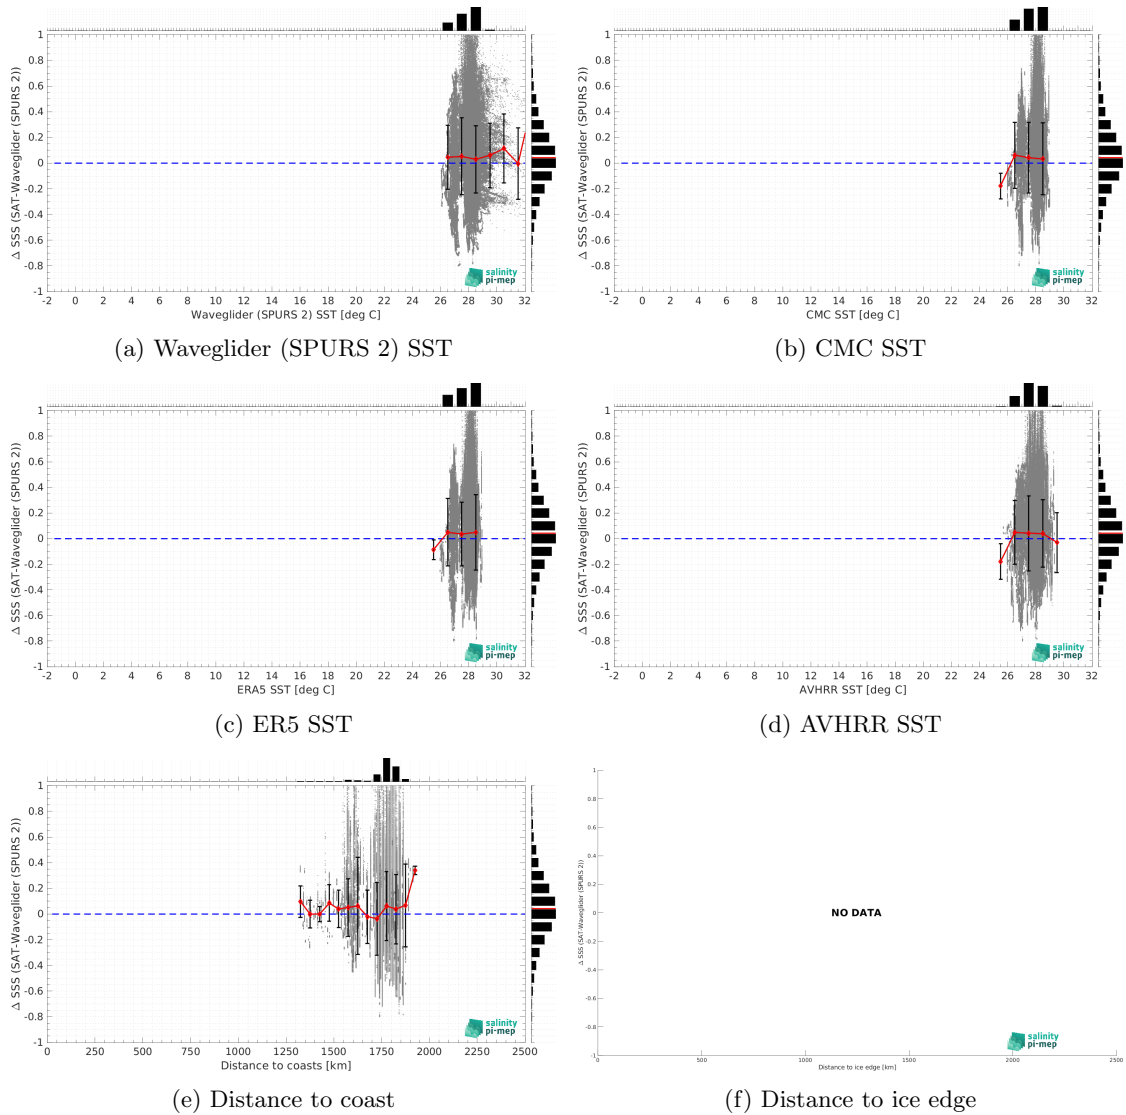 1
0.8
0.6
0.4
0.2
0
-0.2
-0.4
-0.6
-0.8
-1
Δ SSS (SAT-Waveglider (SPURS 2))
-2 0 2 4 6 8 10 12 14 16 18 20 22 24 26 28 30 32
Waveglider (SPURS 2) SST [deg C]
salinity
pi-mep
(a) Waveglider (SPURS 2) SST
1
0.8
0.6
0.4
0.2
0
-0.2
-0.4
-0.6
-0.8
-1
Δ SSS (SAT-Waveglider (SPURS 2))
-2 0 2 4 6 8 10 12 14 16 18 20 22 24 26 28 30 32
CMC SST [deg C]
salinity
pi-mep
(b) CMC SST
1
0.8
0.6
0.4
0.2
0
-0.2
-0.4
-0.6
-0.8
-1
Δ SSS (SAT-Waveglider (SPURS 2))
-2 0 2 4 6 8 10 12 14 16 18 20 22 24 26 28 30 32
ERA5 SST [deg C]
salinity
pi-mep
(c) ER5 SST
1
0.8
0.6
0.4
0.2
0
-0.2
-0.4
-0.6
-0.8
-1
Δ SSS (SAT-Waveglider (SPURS 2))
-2 0 2 4 6 8 10 12 14 16 18 20 22 24 26 28 30 32
AVHRR SST [deg C]
salinity
pi-mep
(d) AVHRR SST
1
0.8
0.6
0.4
0.2
0
-0.2
-0.4
-0.6
-0.8
-1
Δ SSS (SAT-Waveglider (SPURS 2))
0 250 500 750 1000 1250 1500 1750 2000 2250 2500
Distance to coasts [km]
salinity
pi-mep
(e) Distance to coast
1
0.8
0.6
0.4
0.2
0
-0.2
-0.4
-0.6
-0.8
-1
Δ SSS (SAT-Waveglider (SPURS 2))
NO DATA
0 500 1000 1500 2000 2500
Distance to ice edge [km]
salinity
pi-mep
(f) Distance to ice edge